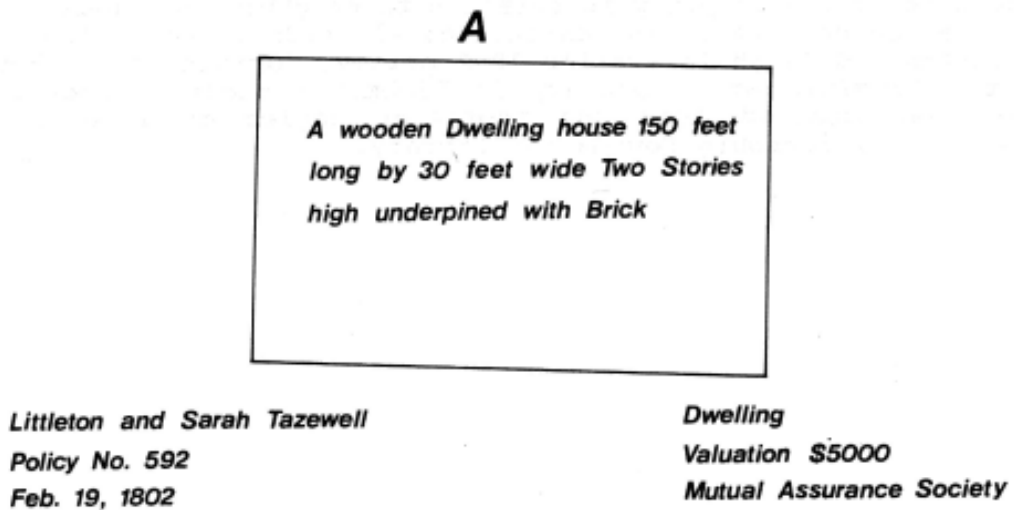 A
A wooden Dwelling house 150 feet
long by 30 feet wide Two Stories
high underpined with Brick
Littleton and Sarah Tazewell
Policy No. 592
Feb. 19, 1802
Dwelling
Valuation $5000
Mutual Assurance Society